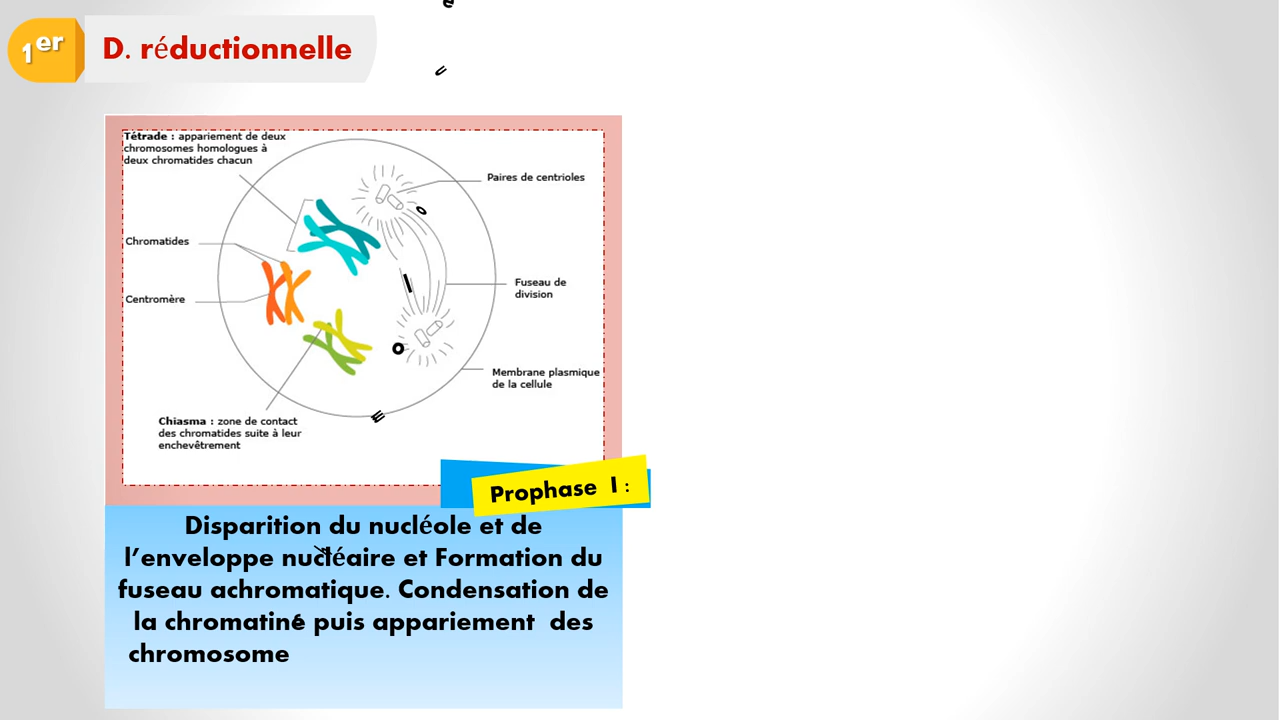 1er
D. réductionnelle
Tétrade : appariement de deux
chromosomes homologues à
deux chromatides chacun
Paires de centrioles
Chromatides
Centromère
Fuseau de
division
Membrane plasmique
de la cellule
Chiasma : zone de contact
des chromatides suite à leur
enchevêtrement
Prophase I :
Disparition du nucléole et de
l’enveloppe nucléaire et Formation du
fuseau achromatique. Condensation de
la chromatine puis appariement des
chromosome